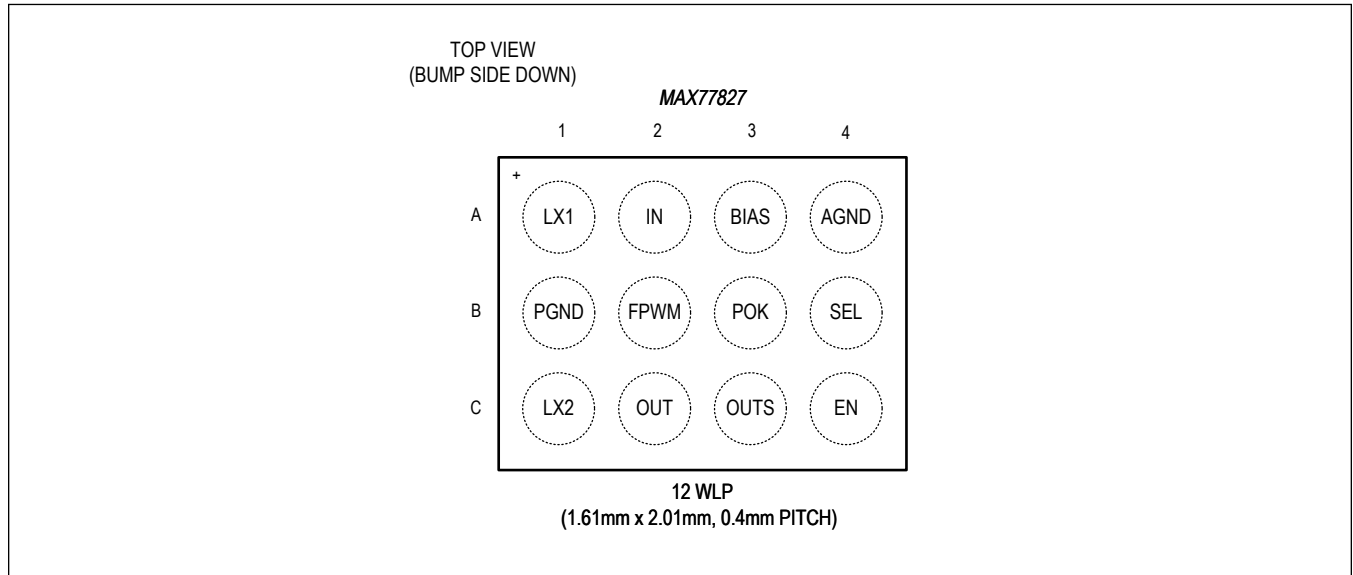 TOP VIEW
(BUMP SIDE DOWN)
MAX77827
1 2 3 4
+
A LX1 IN BIAS AGND
B PGND FPWM POK SEL
C LX2 OUT OUTS EN
12 WLP
(1.61mm x 2.01mm, 0.4mm PITCH)